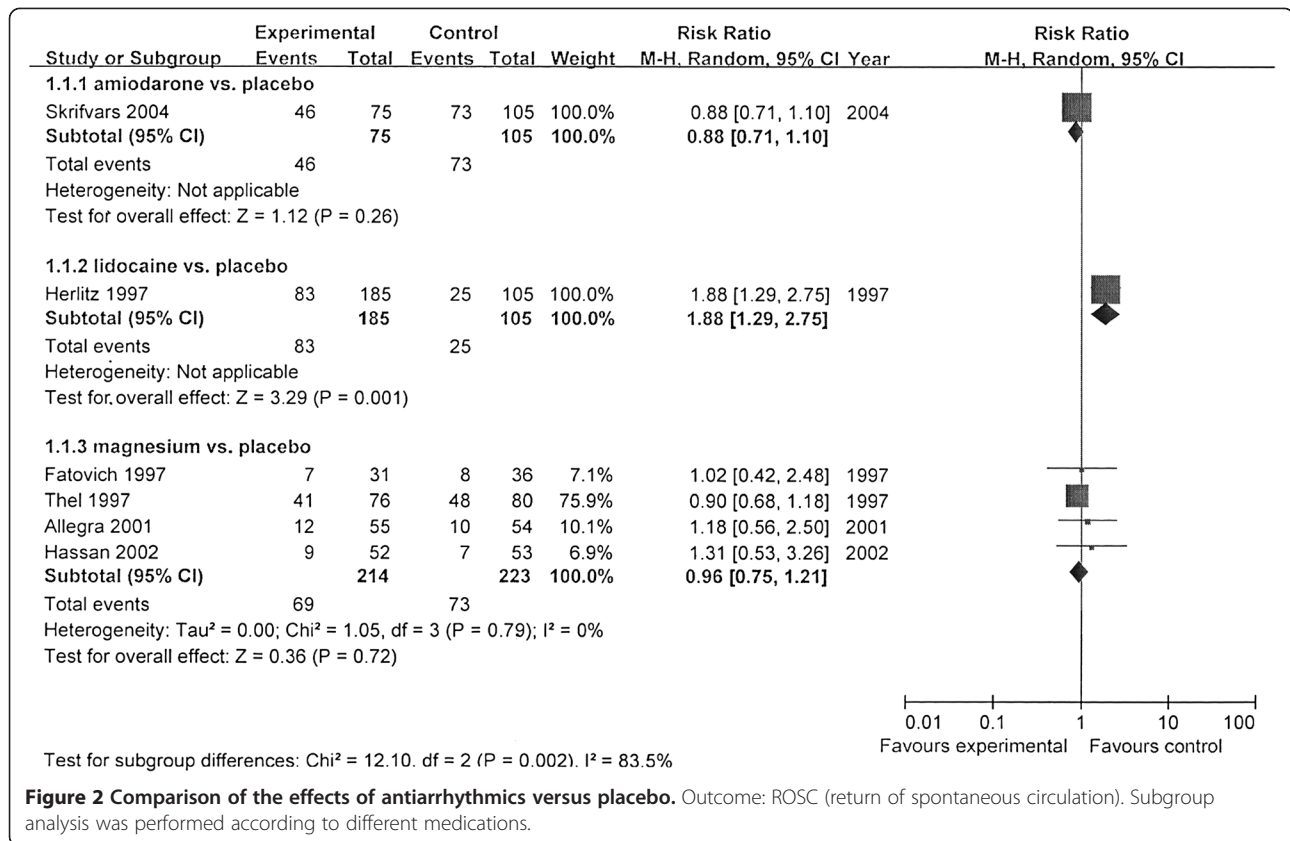 Experimental Control Risk Ratio Risk Ratio
Study or Subgroup Events Total Events Total Weight M-H, Random, 95% CI Year M-H, Random, 95% CI
1.1.1 amiodarone vs. placebo
Skrifvars 2004 46 75 73 105 100.0% 0.88 [0.71, 1.10] 2004
Subtotal (95% CI) 75 105 100.0% 0.88 [0.71, 1.10]
Total events 46 73
Heterogeneity: Not applicable
Test for overall effect: Z = 1.12 (P = 0.26)
1.1.2 lidocaine vs. placebo
Herlitz 1997 83 185 25 105 100.0% 1.88 [1.29, 2.75] 1997
Subtotal (95% CI) 185 105 100.0% 1.88 [1.29, 2.75]
Total events 83 25
Heterogeneity: Not applicable
Test for overall effect: Z = 3.29 (P = 0.001)
1.1.3 magnesium vs. placebo
Fatovich 1997 7 31 8 36 7.1% 1.02 [0.42, 2.48] 1997
Thel 1997 41 76 48 80 75.9% 0.90 [0.68, 1.18] 1997
Allegra 2001 12 55 10 54 10.1% 1.18 [0.56, 2.50] 2001
Hassan 2002 9 52 7 53 6.9% 1.31 [0.53, 3.26] 2002
Subtotal (95% CI) 214 223 100.0% 0.96 [0.75, 1.21]
Total events 69 73
Heterogeneity: Tau² = 0.00; Chi² = 1.05, df = 3 (P = 0.79); I² = 0%
Test for overall effect: Z = 0.36 (P = 0.72)
0.01 0.1 1 10 100
Favours experimental Favours control
Test for subgroup differences: Chi² = 12.10. df = 2 (P = 0.002). I² = 83.5%
Figure 2 Comparison of the effects of antiarrhythmics versus placebo. Outcome: ROSC (return of spontaneous circulation). Subgroup
analysis was performed according to different medications.